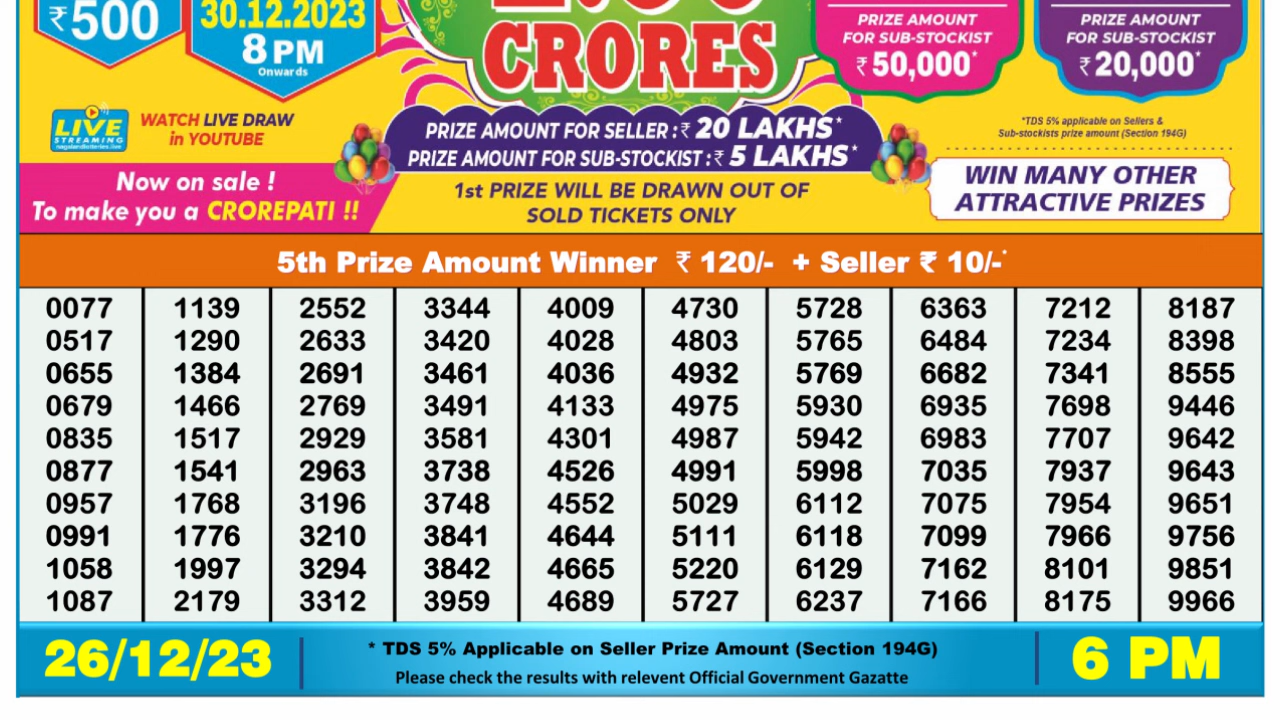 ₹500
30.12.2023
8 PM
Onwards
CRORES
PRIZE AMOUNT
FOR SUB-STOCKIST
₹ 50,000*
PRIZE AMOUNT
FOR SUB-STOCKIST
₹ 20,000*
LIVE
STREAMING
nagalandlotteries.live
WATCH LIVE DRAW
in YOUTUBE
PRIZE AMOUNT FOR SELLER : ₹ 20 LAKHS*
PRIZE AMOUNT FOR SUB-STOCKIST : ₹ 5 LAKHS*
*TDS 5% applicable on Sellers &
Sub-stockists prize amount (Section 194G)
Now on sale !
To make you a CROREPATI !!
1st PRIZE WILL BE DRAWN OUT OF
SOLD TICKETS ONLY
WIN MANY OTHER
ATTRACTIVE PRIZES
5th Prize Amount Winner ₹ 120/- + Seller ₹ 10/-*
0077 1139 2552 3344 4009 4730 5728 6363 7212 8187
0517 1290 2633 3420 4028 4803 5765 6484 7234 8398
0655 1384 2691 3461 4036 4932 5769 6682 7341 8555
0679 1466 2769 3491 4133 4975 5930 6935 7698 9446
0835 1517 2929 3581 4301 4987 5942 6983 7707 9642
0877 1541 2963 3738 4526 4991 5998 7035 7937 9643
0957 1768 3196 3748 4552 5029 6112 7075 7954 9651
0991 1776 3210 3841 4644 5111 6118 7099 7966 9756
1058 1997 3294 3842 4665 5220 6129 7162 8101 9851
1087 2179 3312 3959 4689 5727 6237 7166 8175 9966
26/12/23
* TDS 5% Applicable on Seller Prize Amount (Section 194G)
Please check the results with relevent Official Government Gazatte
6 PM